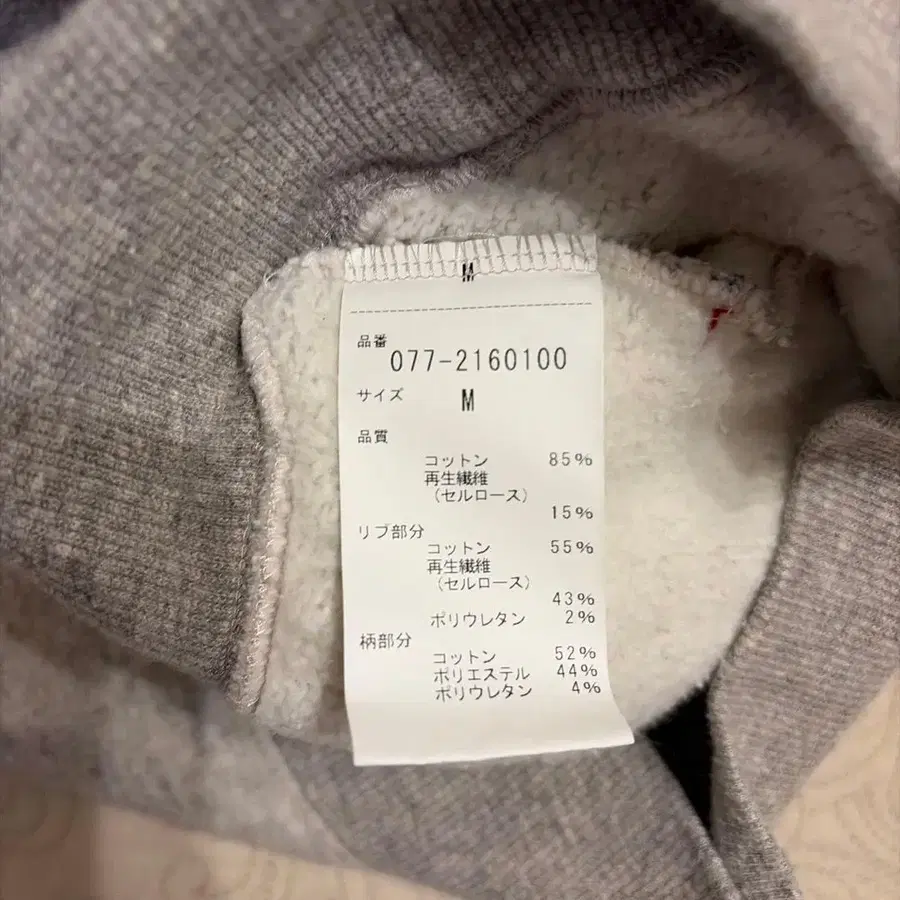 M
品番
077-2160100
サイズ M
品質
コットン 85%
再生繊維
(セルロース)
15%
リブ部分
コットン 55%
再生繊維
(セルロース)
43%
ポリウレタン 2%
柄部分
コットン 52%
ポリエステル 44%
ポリウレタン 4%